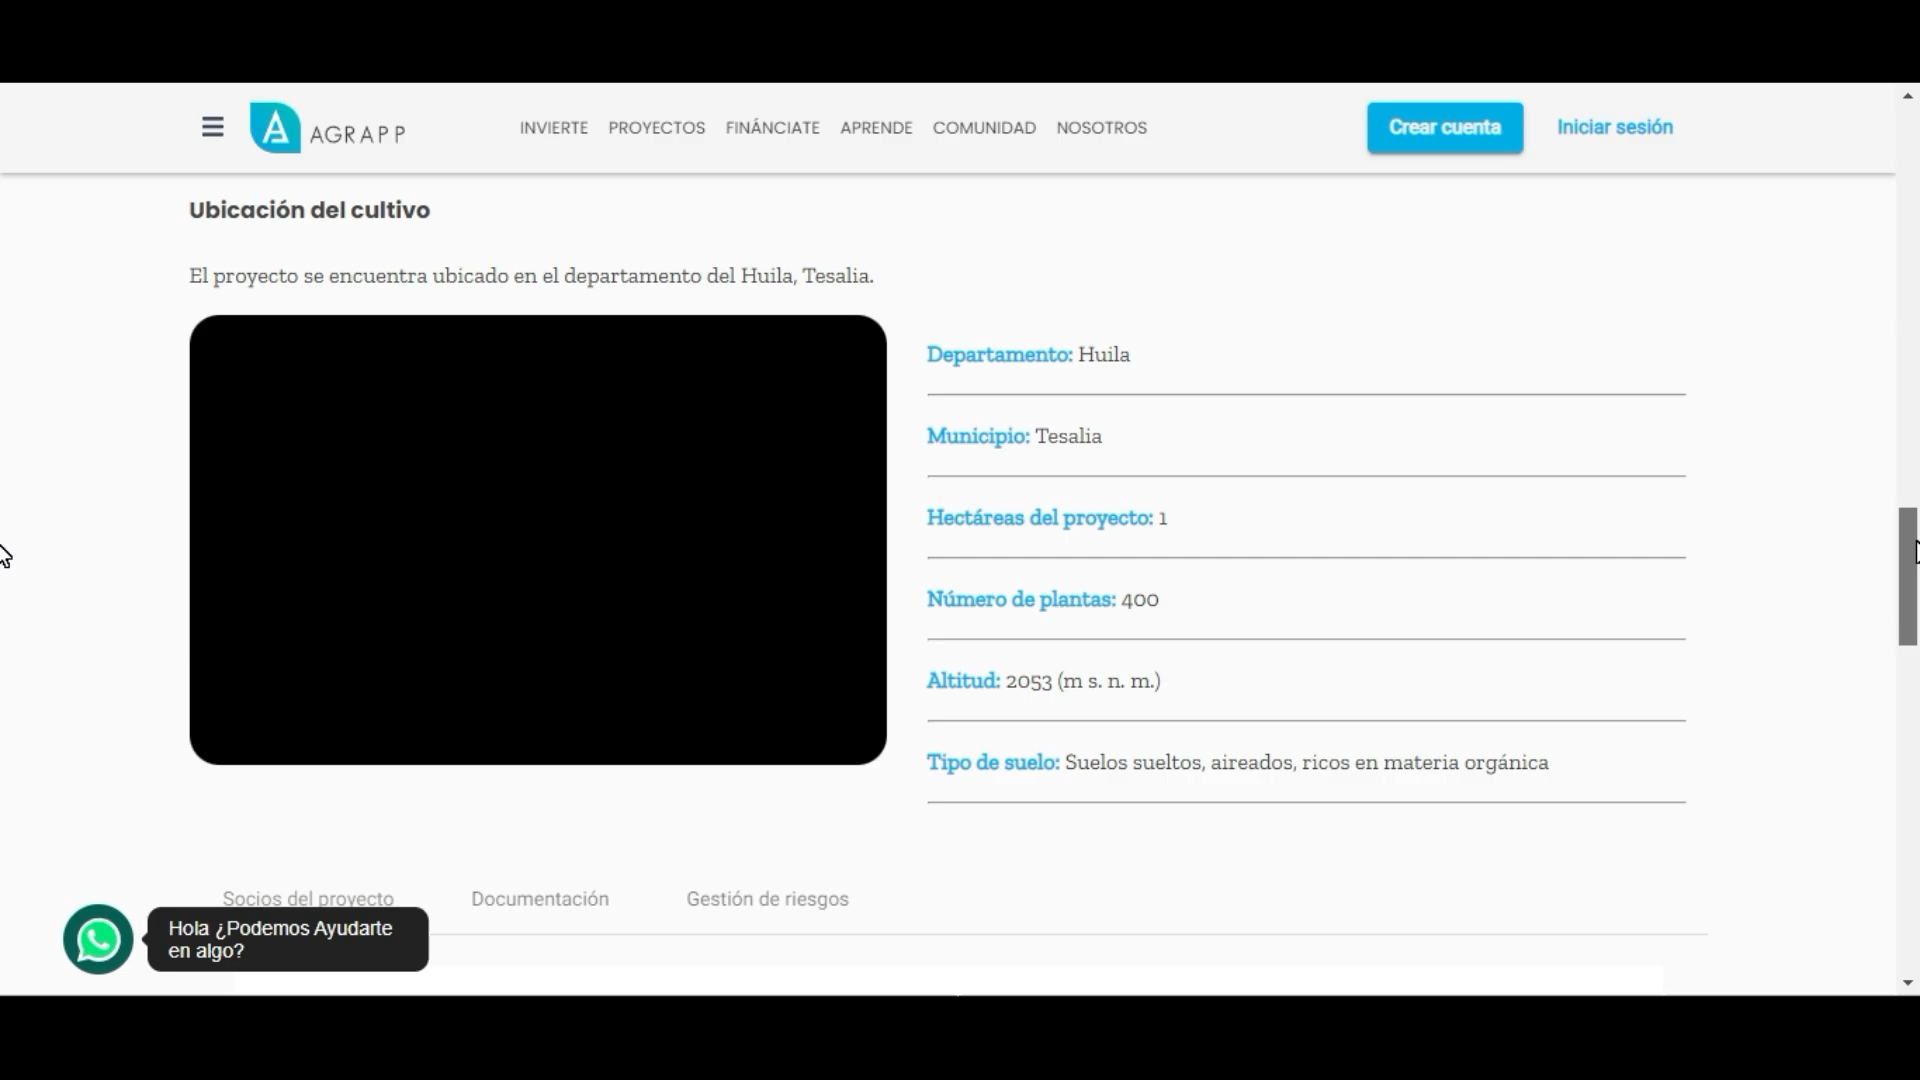 AGRAPP
INVIERTE PROYECTOS FINÁNCIATE APRENDE COMUNIDAD NOSOTROS
Crear cuenta
Iniciar sesión
Ubicación del cultivo
El proyecto se encuentra ubicado en el departamento del Huila, Tesalia.
Departamento: Huila
Municipio: Tesalia
Hectáreas del proyecto: 1
Número de plantas: 400
Altitud: 2053 (m s. n. m.)
Tipo de suelo: Suelos sueltos, aireados, ricos en materia orgánica
Socios del proyecto Documentación Gestión de riesgos
Hola ¿Podemos Ayudarte
en algo?